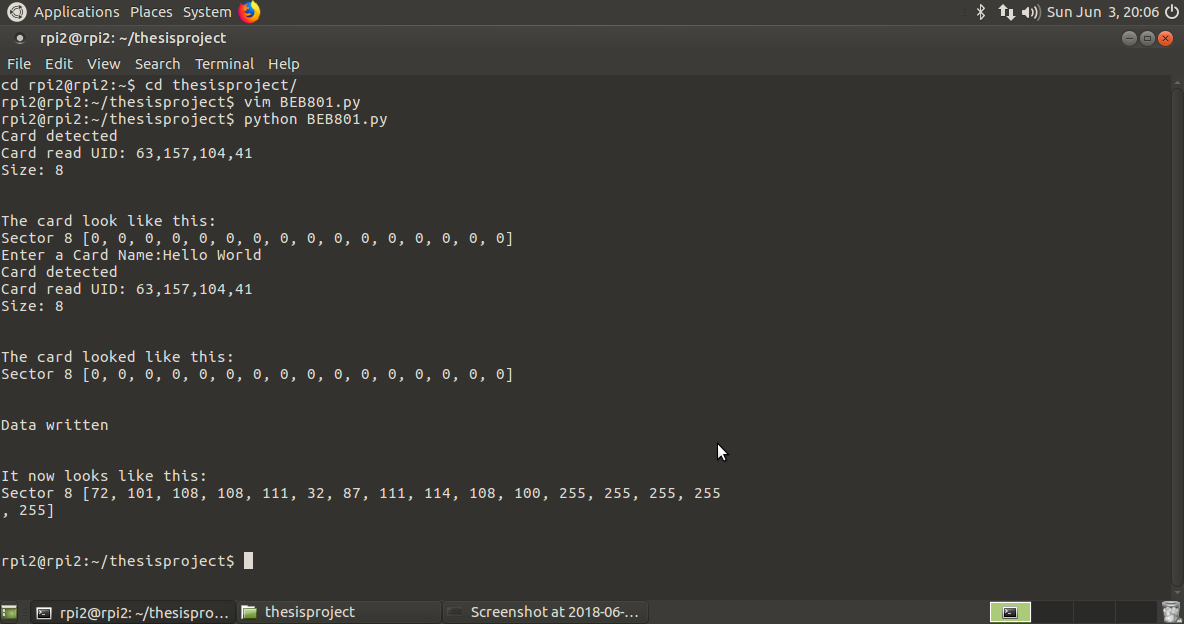 Applications Places System Sun Jun 3, 20:06
rpi2@rpi2: ~/thesisproject
File Edit View Search Terminal Help
cd rpi2@rpi2:~$ cd thesisproject/
rpi2@rpi2:~/thesisproject$ vim BEB801.py
rpi2@rpi2:~/thesisproject$ python BEB801.py
Card detected
Card read UID: 63,157,104,41
Size: 8
The card look like this:
Sector 8 [0, 0, 0, 0, 0, 0, 0, 0, 0, 0, 0, 0, 0, 0, 0, 0]
Enter a Card Name:Hello World
Card detected
Card read UID: 63,157,104,41
Size: 8
The card looked like this:
Sector 8 [0, 0, 0, 0, 0, 0, 0, 0, 0, 0, 0, 0, 0, 0, 0, 0]
Data written
It now looks like this:
Sector 8 [72, 101, 108, 108, 111, 32, 87, 111, 114, 108, 100, 255, 255, 255, 255
, 255]
rpi2@rpi2:~/thesisproject$
rpi2@rpi2: ~/thesispro... thesisproject Screenshot at 2018-06-...